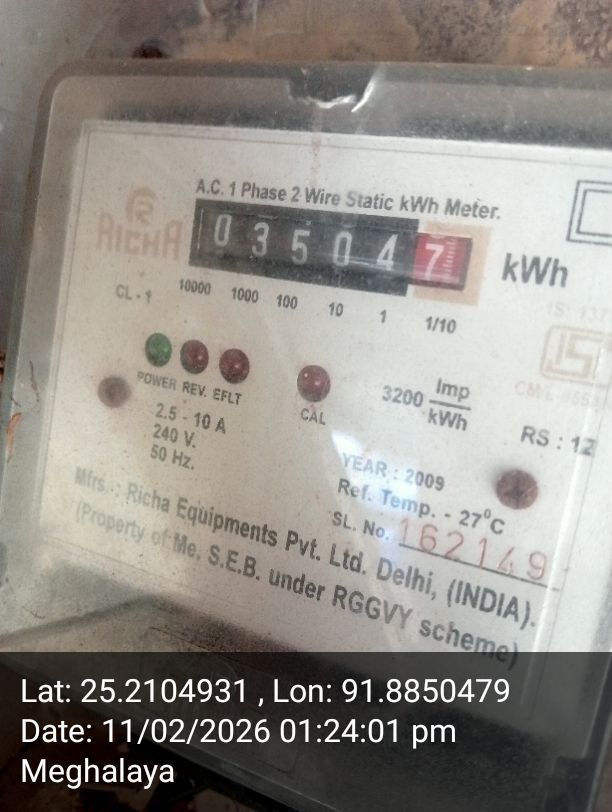 A.C. 1 Phase 2 Wire Static kWh Meter.
RICHA
035047 kWh
CL - 1
10000 1000 100 10 1 1/10
POWER REV. EFLT
CAL
3200 Imp/kWh
2.5 - 10 A
240 V.
50 Hz.
RS : 12
YEAR : 2009
Ref. Temp. - 27°C
SL. No. 162149
Mfrs.: Richa Equipments Pvt. Ltd. Delhi, (INDIA).
(Property of Me. S.E.B. under RGGVY scheme)
Lat: 25.2104931 , Lon: 91.8850479
Date: 11/02/2026 01:24:01 pm
Meghalaya